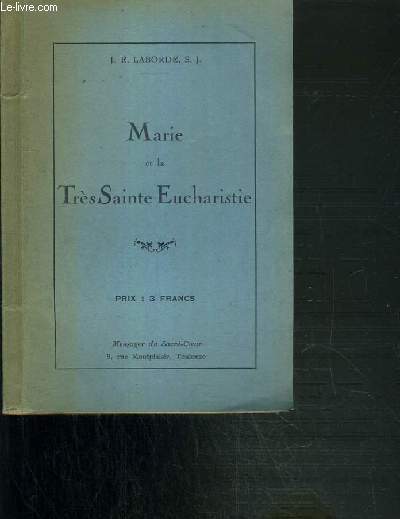 Le-livre.com
J. R. LABORDE, S. J.
Marie
et la
Très Sainte Eucharistie
PRIX : 3 FRANCS
Messager du Sacré-Cœur
9, rue Montplaisir, Toulouse